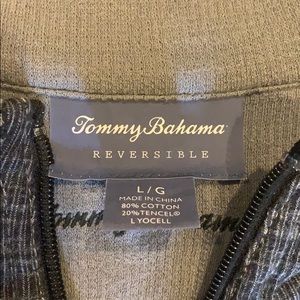 Tommy Bahama
REVERSIBLE
L/G
MADE IN CHINA
80% COTTON
20% TENCEL®
LYOCELL